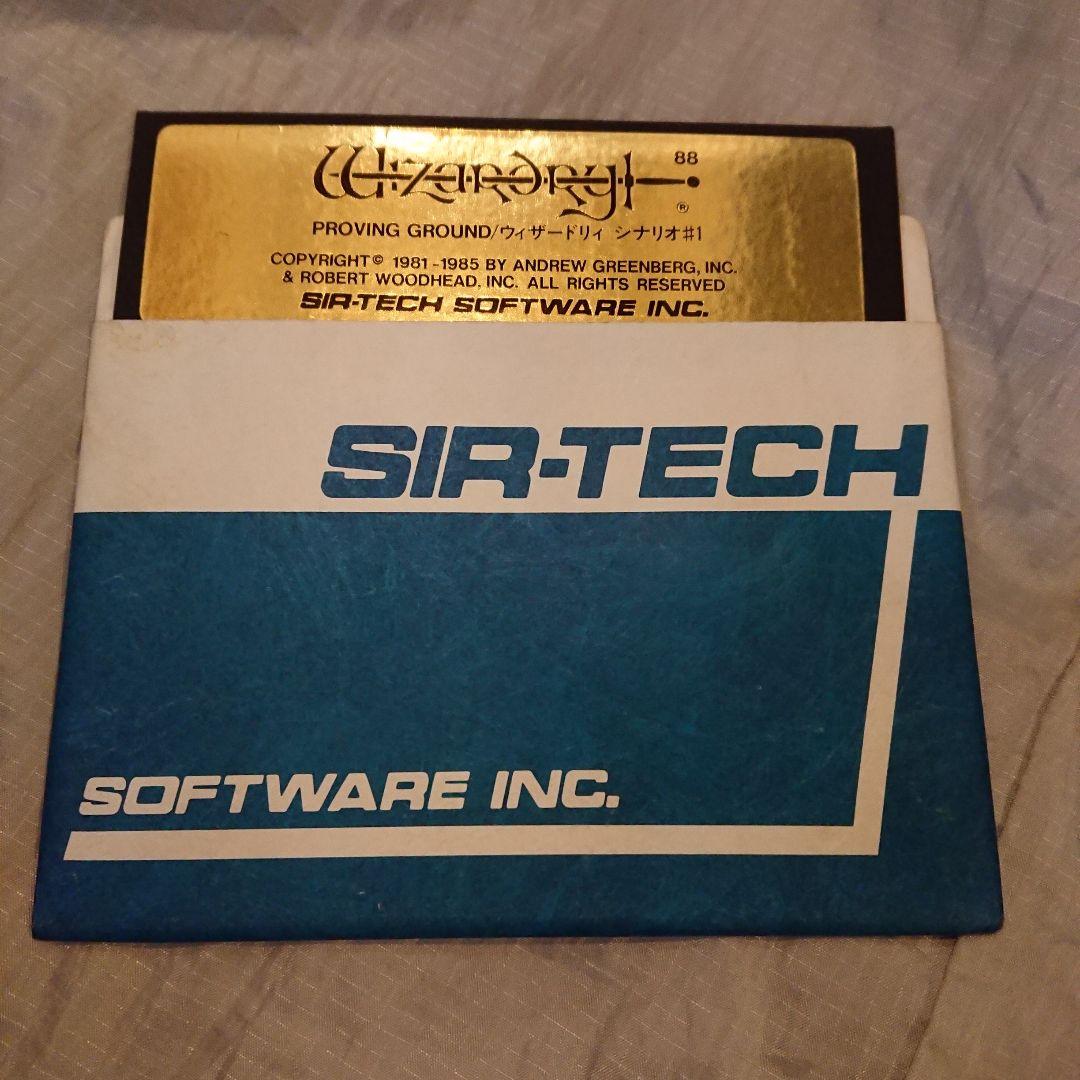 Wizardry 88
®
PROVING GROUND/ウィザードリィ シナリオ#1
COPYRIGHT© 1981-1985 BY ANDREW GREENBERG, INC.
& ROBERT WOODHEAD, INC. ALL RIGHTS RESERVED
SIR-TECH SOFTWARE INC.
SIR-TECH
SOFTWARE INC.